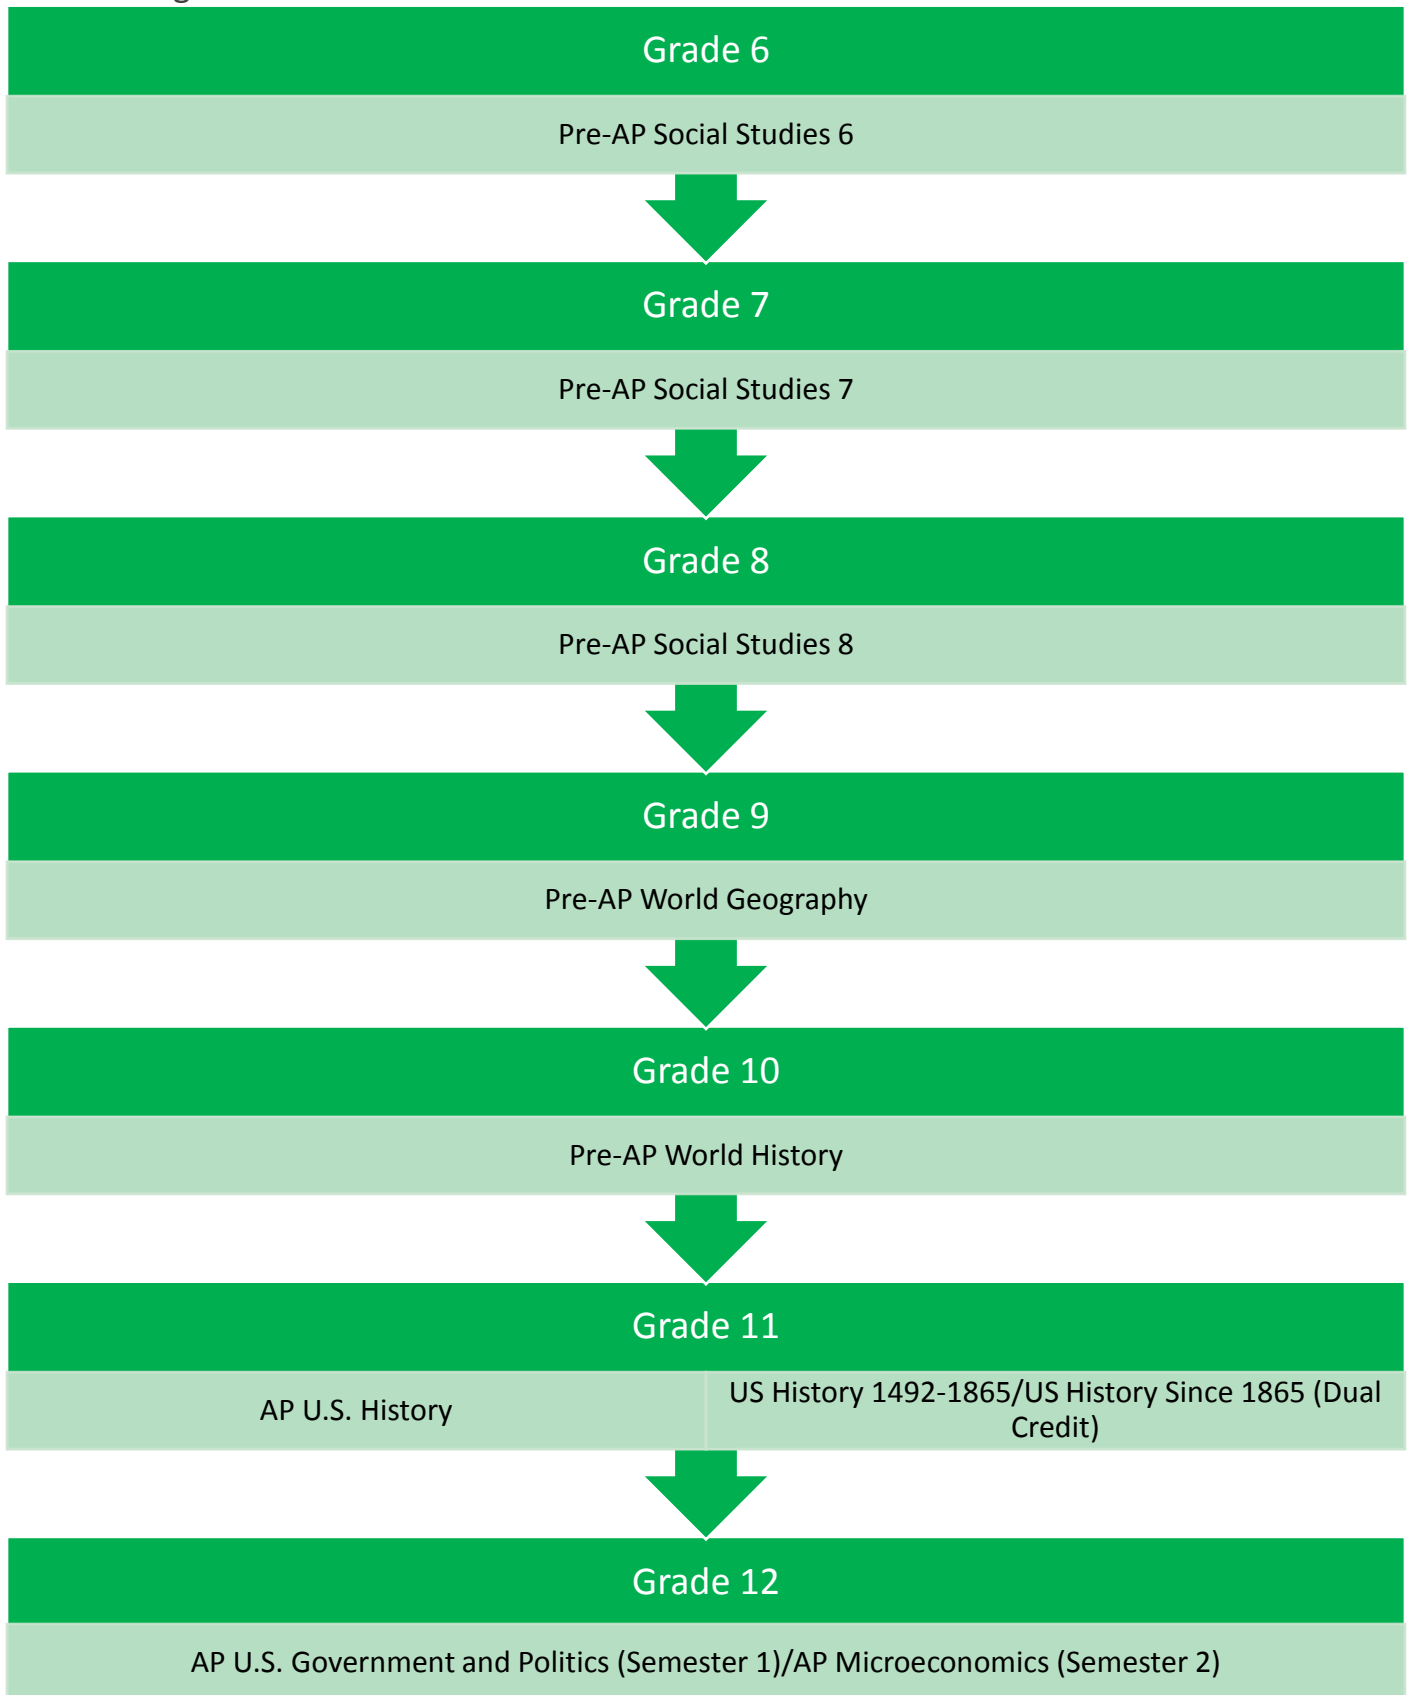 Grade 6
Pre-AP Social Studies 6
Grade 7
Pre-AP Social Studies 7
Grade 8
Pre-AP Social Studies 8
Grade 9
Pre-AP World Geography
Grade 10
Pre-AP World History
Grade 11
AP U.S. History
US History 1492-1865/US History Since 1865 (Dual
Credit)
Grade 12
AP U.S. Government and Politics (Semester 1)/AP Microeconomics (Semester 2)